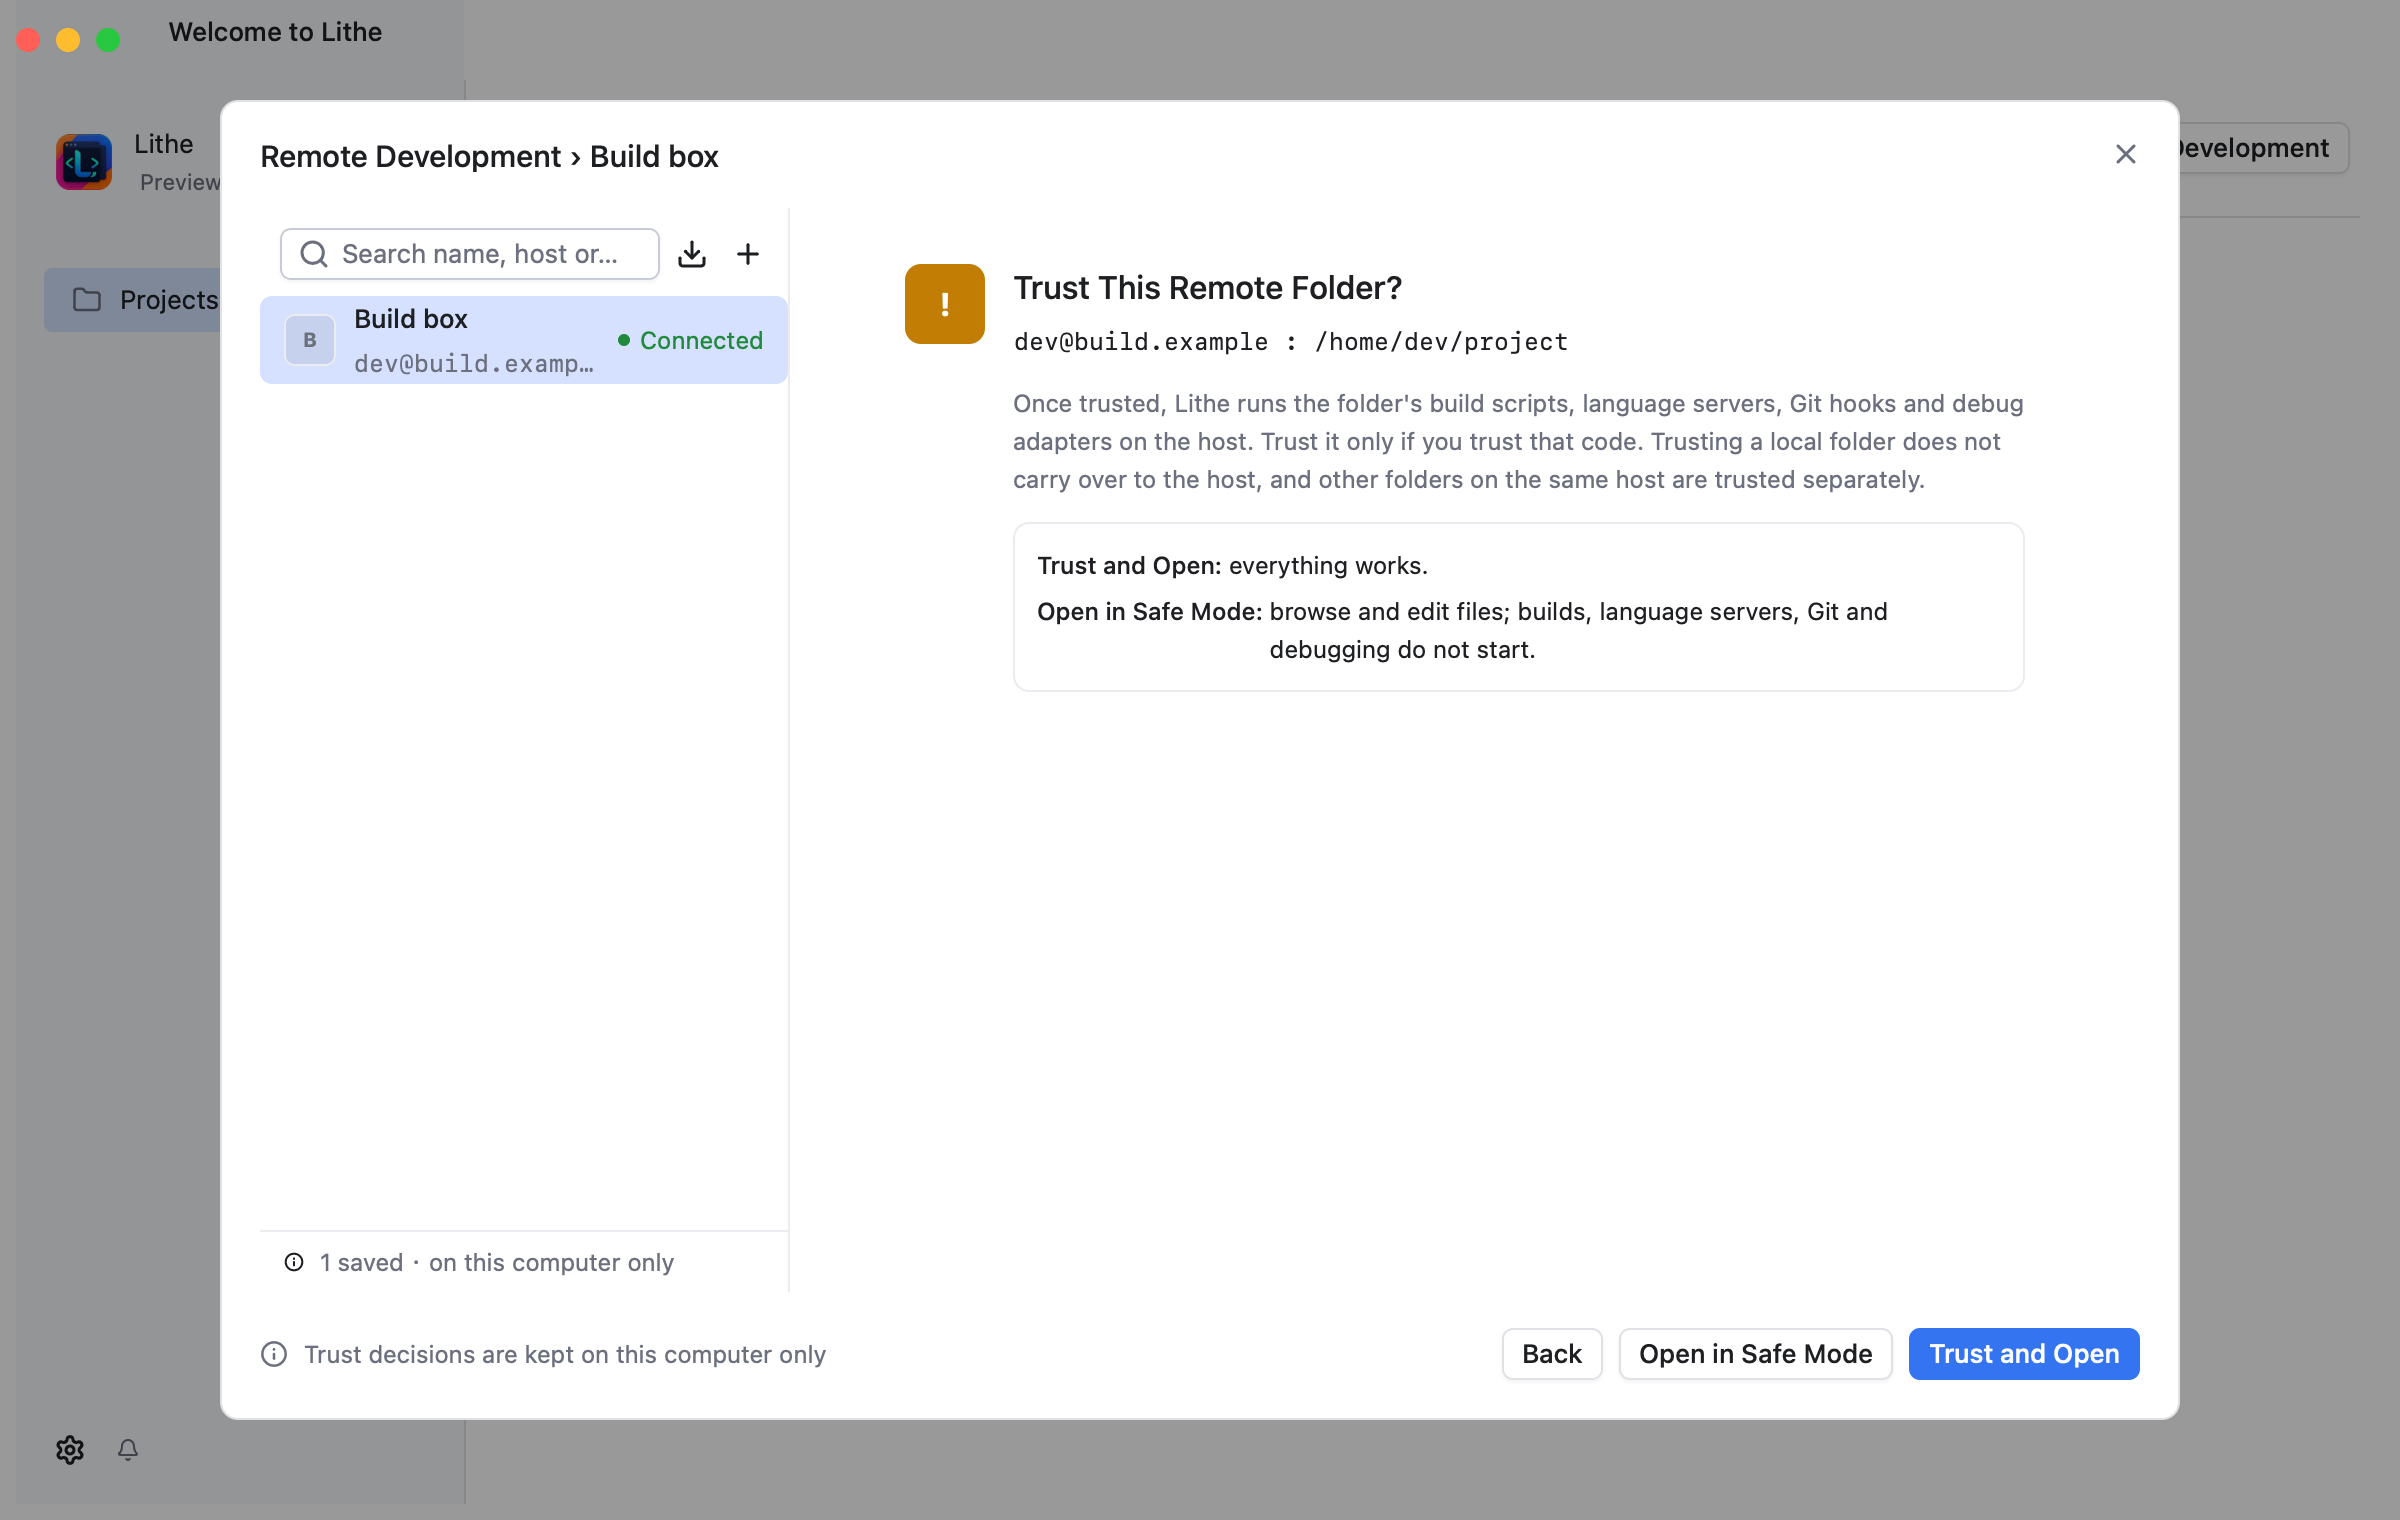 Welcome to Lithe
Lithe
Preview
Development
Projects
Remote Development › Build box
Search name, host or...
B
Build box
dev@build.examp…
Connected
!
Trust This Remote Folder?
dev@build.example : /home/dev/project
Once trusted, Lithe runs the folder's build scripts, language servers, Git hooks and debug
adapters on the host. Trust it only if you trust that code. Trusting a local folder does not
carry over to the host, and other folders on the same host are trusted separately.
Trust and Open: everything works.
Open in Safe Mode: browse and edit files; builds, language servers, Git and
debugging do not start.
1 saved · on this computer only
Trust decisions are kept on this computer only
Back
Open in Safe Mode
Trust and Open